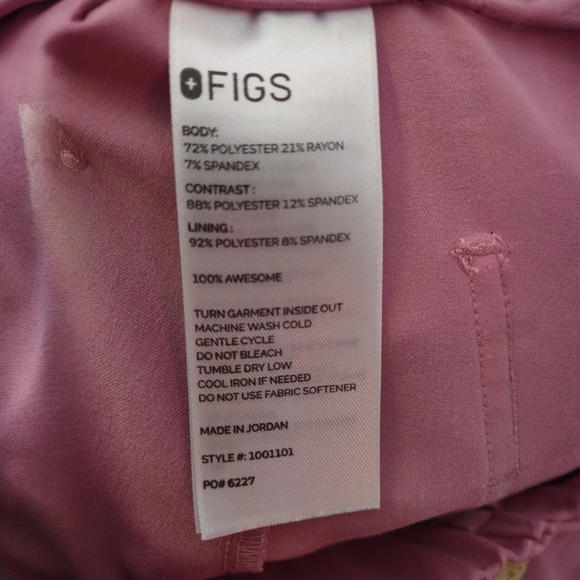 FIGS
BODY:
72% POLYESTER 21% RAYON
7% SPANDEX
CONTRAST :
88% POLYESTER 12% SPANDEX
LINING :
92% POLYESTER 8% SPANDEX
100% AWESOME
TURN GARMENT INSIDE OUT
MACHINE WASH COLD
GENTLE CYCLE
DO NOT BLEACH
TUMBLE DRY LOW
COOL IRON IF NEEDED
DO NOT USE FABRIC SOFTENER
MADE IN JORDAN
STYLE #: 1001101
PO# 6227